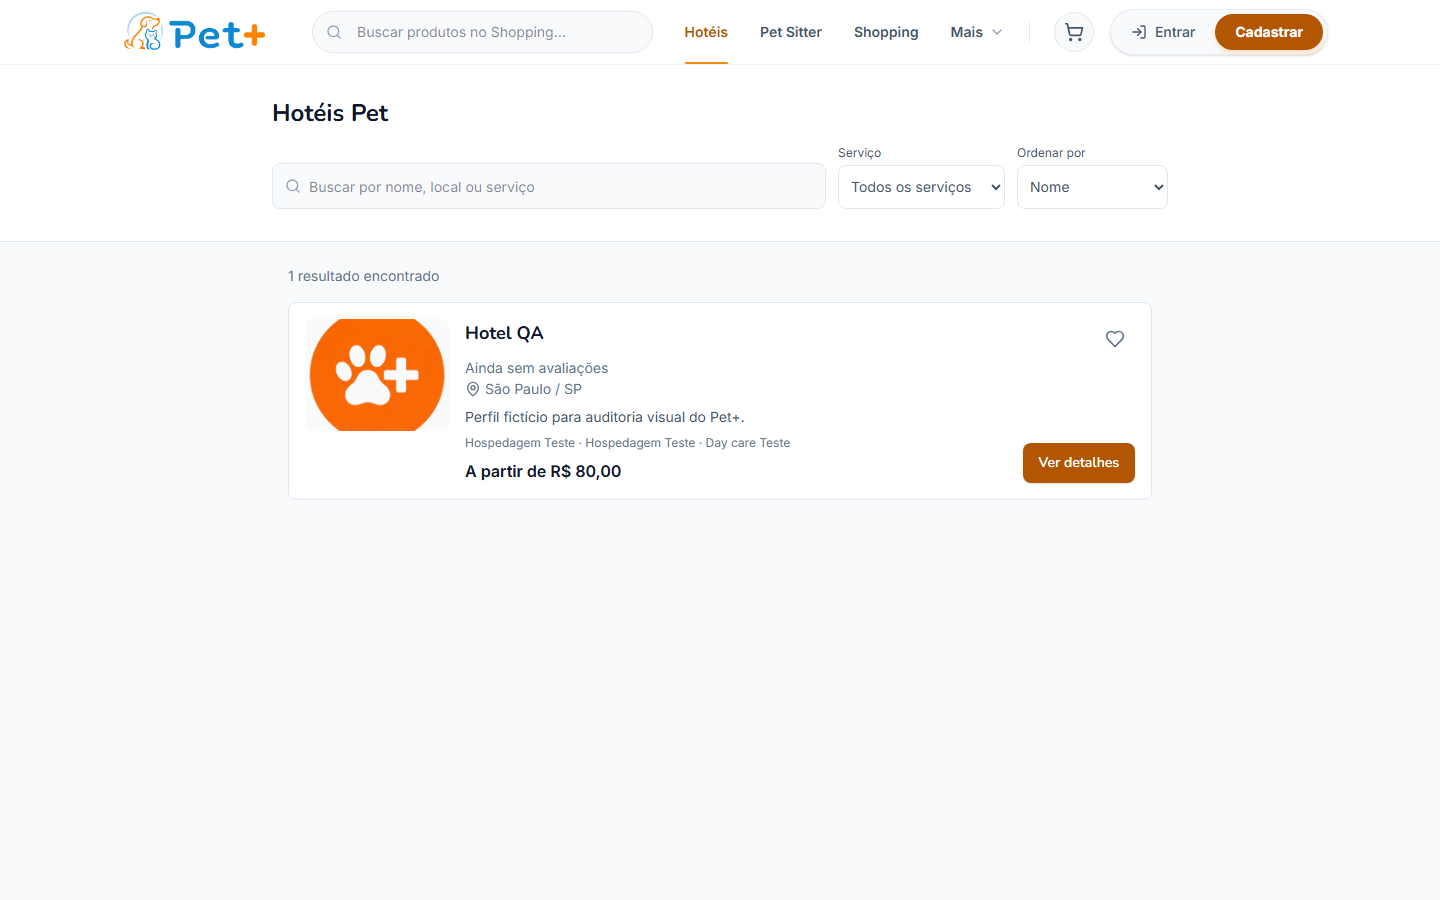 Pet+
Buscar produtos no Shopping...
Hotéis
Pet Sitter
Shopping
Mais
Entrar
Cadastrar
Hotéis Pet
Serviço
Ordenar por
Buscar por nome, local ou serviço
Todos os serviços
Nome
1 resultado encontrado
Hotel QA
Ainda sem avaliações
São Paulo / SP
Perfil fictício para auditoria visual do Pet+.
Hospedagem Teste · Hospedagem Teste · Day care Teste
A partir de R$ 80,00
Ver detalhes